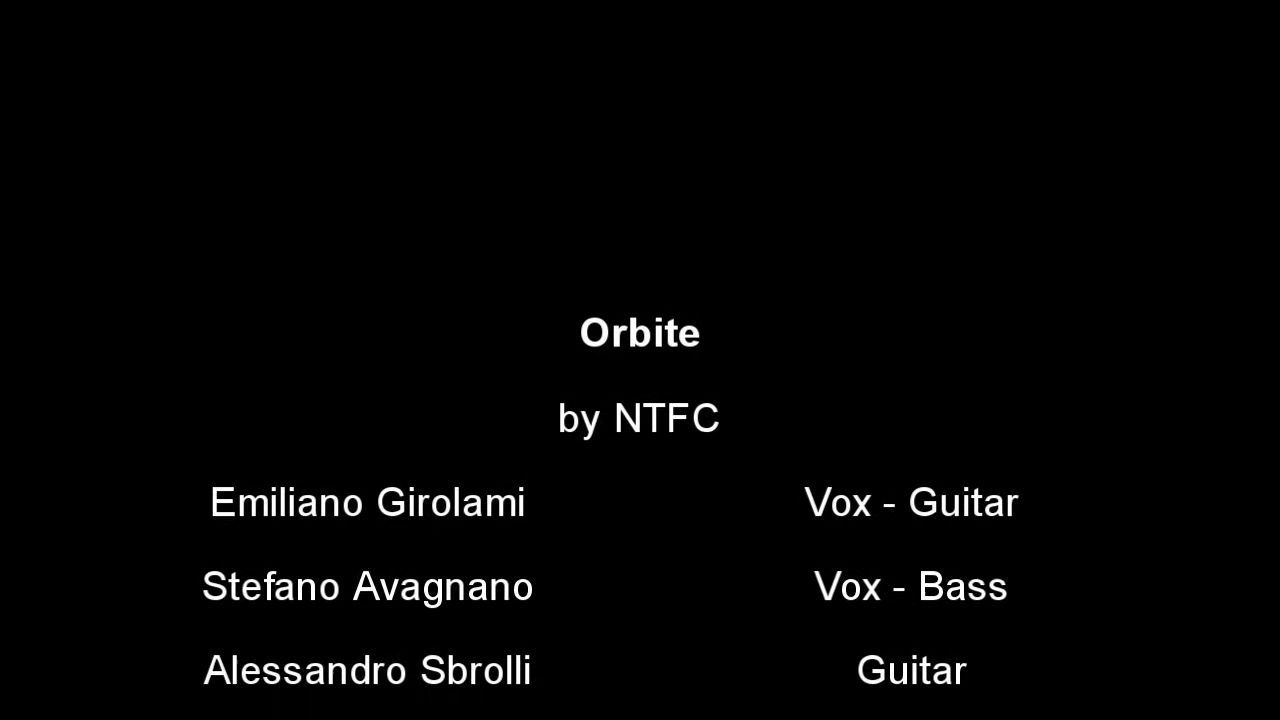 Orbite
by NTFC
Emiliano Girolami Vox - Guitar
Stefano Avagnano Vox - Bass
Alessandro Sbrolli Guitar